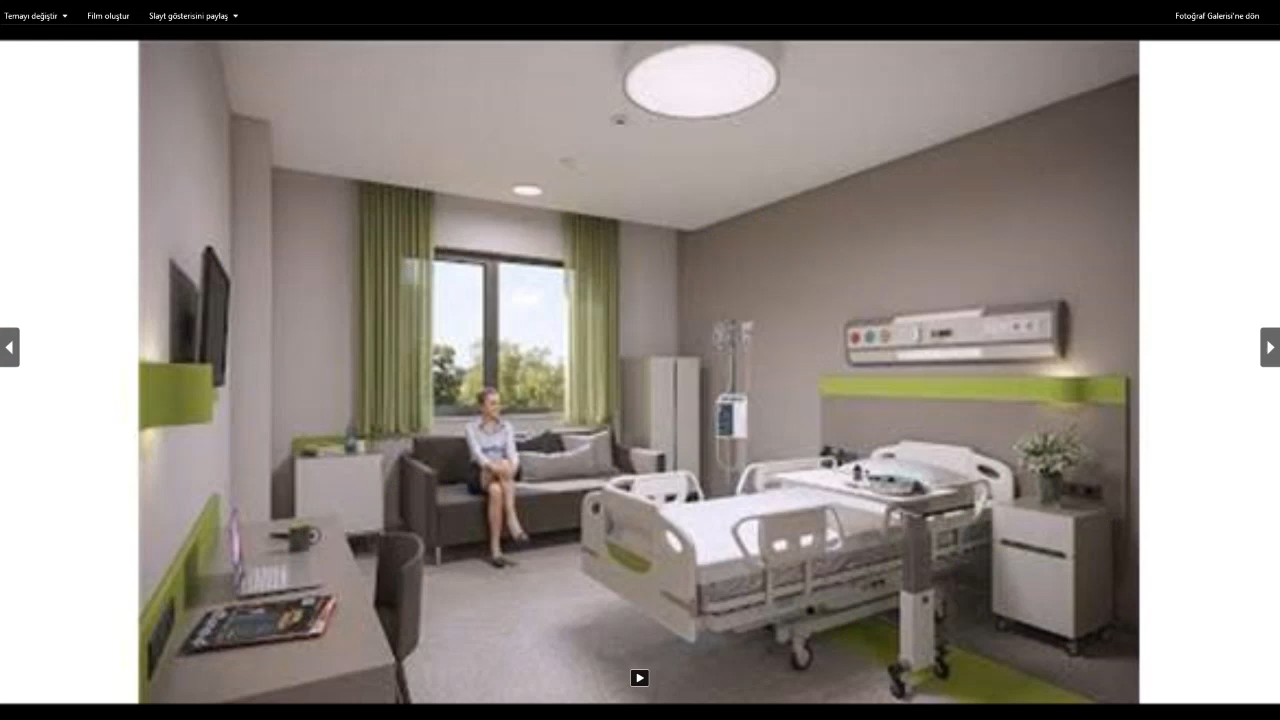 Temayı değiştir
Film oluştur
Slayt gösterisini paylaş
Fotoğraf Galerisi'ne dön